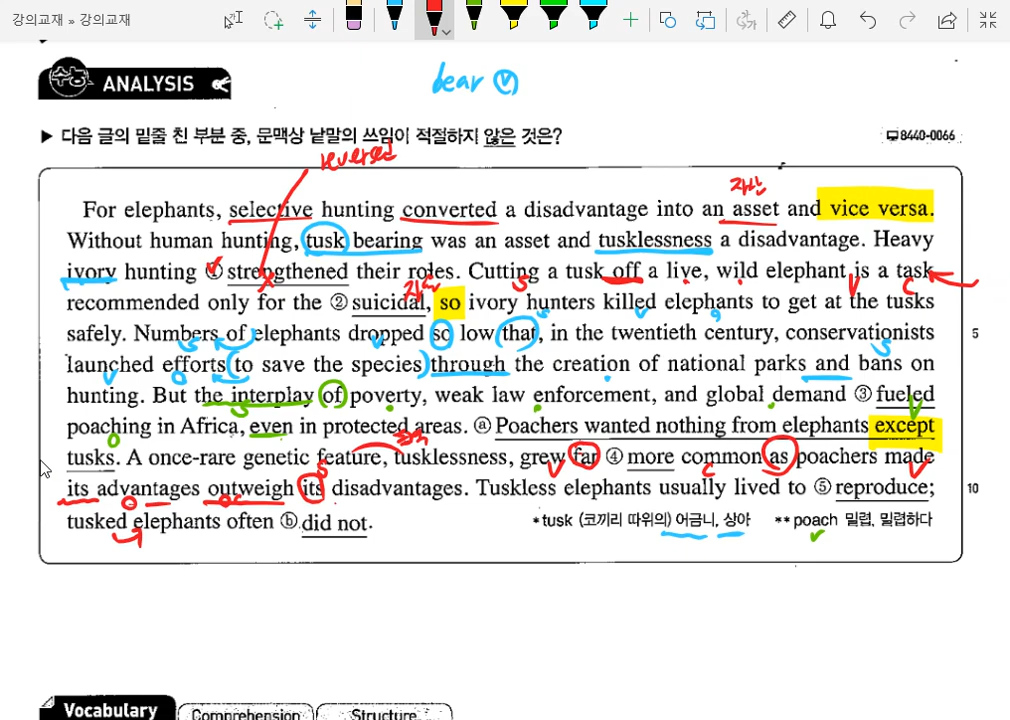 강의교재 » 강의교재
수능 ANALYSIS
bear ⓥ
▶ 다음 글의 밑줄 친 부분 중, 문맥상 낱말의 쓰임이 적절하지 않은 것은?
8440-0066
revered
자산
For elephants, selective hunting converted a disadvantage into an asset and vice versa.
Without human hunting, tusk bearing was an asset and tusklessness a disadvantage. Heavy
ivory hunting ① strengthened their roles. Cutting a tusk off a live, wild elephant is a task
recommended only for the ② suicidal, so ivory hunters killed elephants to get at the tusks
safely. Numbers of elephants dropped so low that, in the twentieth century, conservationists
5
launched efforts to save the species through the creation of national parks and bans on
hunting. But the interplay of poverty, weak law enforcement, and global demand ③ fueled
poaching in Africa, even in protected areas. ⓐ Poachers wanted nothing from elephants except
tusks. A once-rare genetic feature, tusklessness, grew far ④ more common as poachers made
its advantages outweigh its disadvantages. Tuskless elephants usually lived to ⑤ reproduce;
10
tusked elephants often ⓑ did not.
*tusk (코끼리 따위의) 어금니, 상아 **poach 밀렵, 밀렵하다
Vocabulary Comprehension Structure